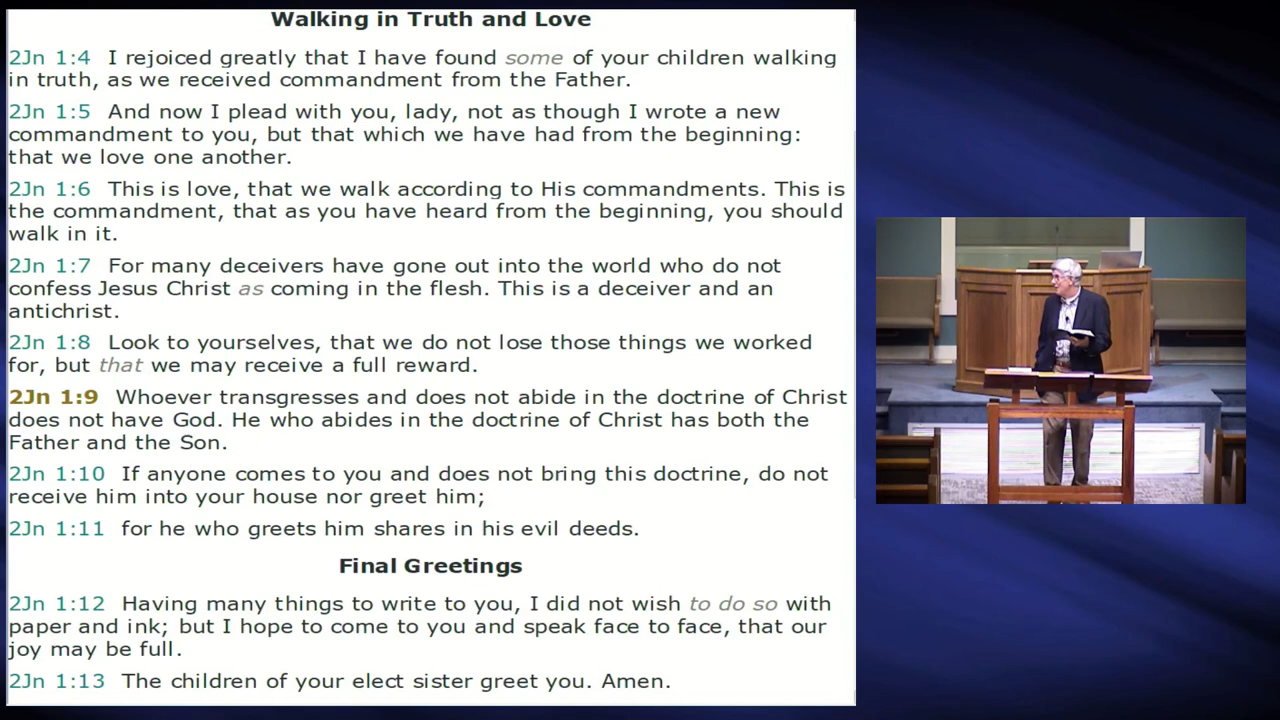 Walking in Truth and Love
2Jn 1:4 I rejoiced greatly that I have found some of your children walking
in truth, as we received commandment from the Father.
2Jn 1:5 And now I plead with you, lady, not as though I wrote a new
commandment to you, but that which we have had from the beginning:
that we love one another.
2Jn 1:6 This is love, that we walk according to His commandments. This is
the commandment, that as you have heard from the beginning, you should
walk in it.
2Jn 1:7 For many deceivers have gone out into the world who do not
confess Jesus Christ as coming in the flesh. This is a deceiver and an
antichrist.
2Jn 1:8 Look to yourselves, that we do not lose those things we worked
for, but that we may receive a full reward.
2Jn 1:9 Whoever transgresses and does not abide in the doctrine of Christ
does not have God. He who abides in the doctrine of Christ has both the
Father and the Son.
2Jn 1:10 If anyone comes to you and does not bring this doctrine, do not
receive him into your house nor greet him;
2Jn 1:11 for he who greets him shares in his evil deeds.
Final Greetings
2Jn 1:12 Having many things to write to you, I did not wish to do so with
paper and ink; but I hope to come to you and speak face to face, that our
joy may be full.
2Jn 1:13 The children of your elect sister greet you. Amen.